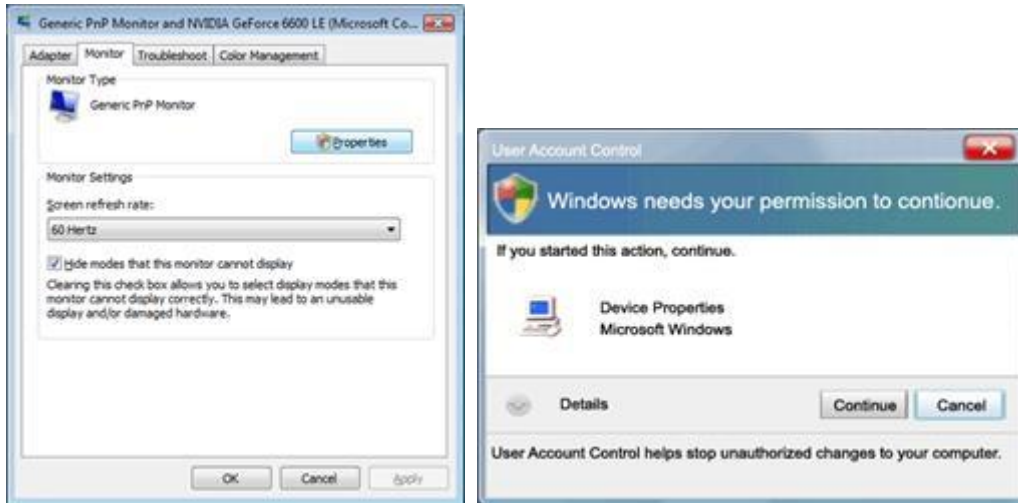 Generic PnP Monitor and NVIDIA GeForce 6600 LE (Microsoft Co...
Adapter Monitor Troubleshoot Color Management
Monitor Type
Generic PnP Monitor
Properties
Monitor Settings
Screen refresh rate:
60 Hertz
Hide modes that this monitor cannot display
Clearing this check box allows you to select display modes that this
monitor cannot display correctly. This may lead to an unusable
display and/or damaged hardware.
OK Cancel Apply
User Account Control
Windows needs your permission to contionue.
If you started this action, continue.
Device Properties
Microsoft Windows
Details Continue Cancel
User Account Control helps stop unauthorized changes to your computer.